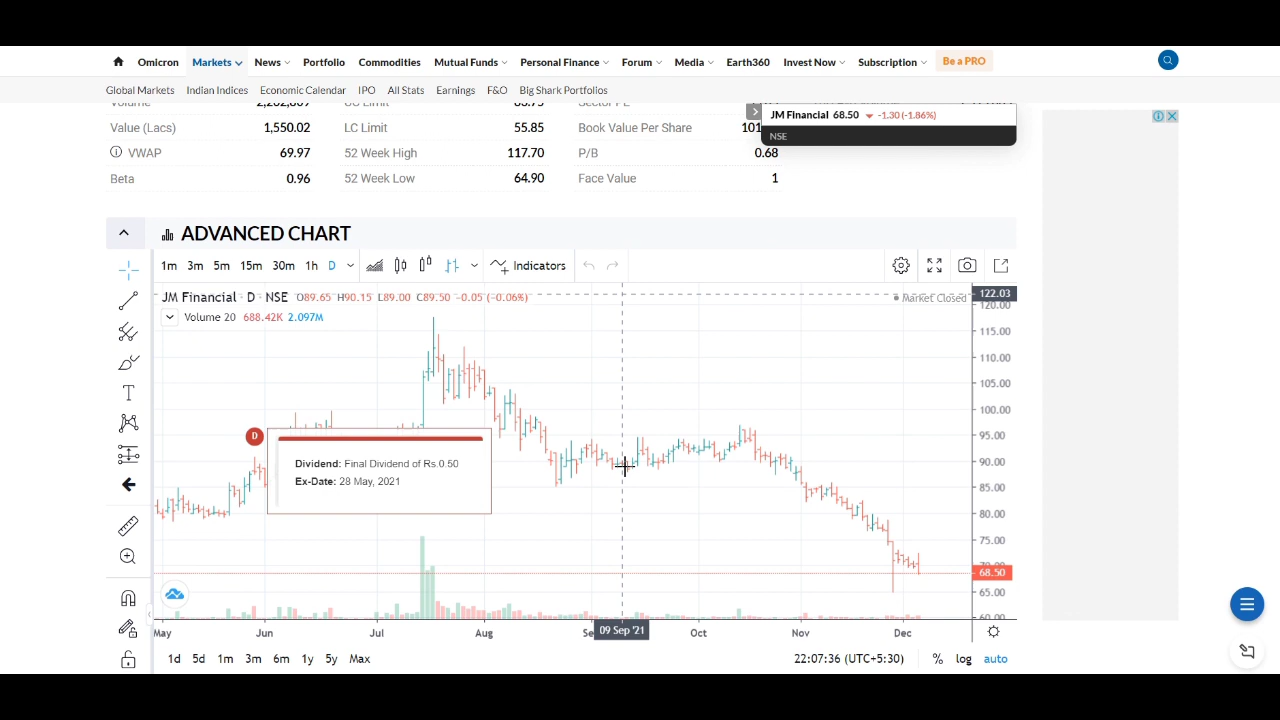 Omicron Markets News Portfolio Commodities Mutual Funds Personal Finance Forum Media Earth360 Invest Now Subscription Be a PRO
Global Markets Indian Indices Economic Calendar IPO All Stats Earnings F&O Big Shark Portfolios
JM Financial 68.50 -1.30 (-1.86%)
NSE
Value (Lacs) 1,550.02 LC Limit 55.85 Book Value Per Share 101
VWAP 69.97 52 Week High 117.70 P/B 0.68
Beta 0.96 52 Week Low 64.90 Face Value 1
ADVANCED CHART
1m 3m 5m 15m 30m 1h D Indicators
JM Financial · D · NSE O89.65 H90.15 L89.00 C89.50 -0.05 (-0.06%)
Market Closed
Volume 20 688.42K 2.097M
122.03
120.00
115.00
110.00
105.00
100.00
95.00
90.00
85.00
80.00
75.00
68.50
65.00
60.00
D
Dividend: Final Dividend of Rs.0.50
Ex-Date: 28 May, 2021
May Jun Jul Aug 09 Sep '21 Oct Nov Dec
1d 5d 1m 3m 6m 1y 5y Max 22:07:36 (UTC+5:30) % log auto